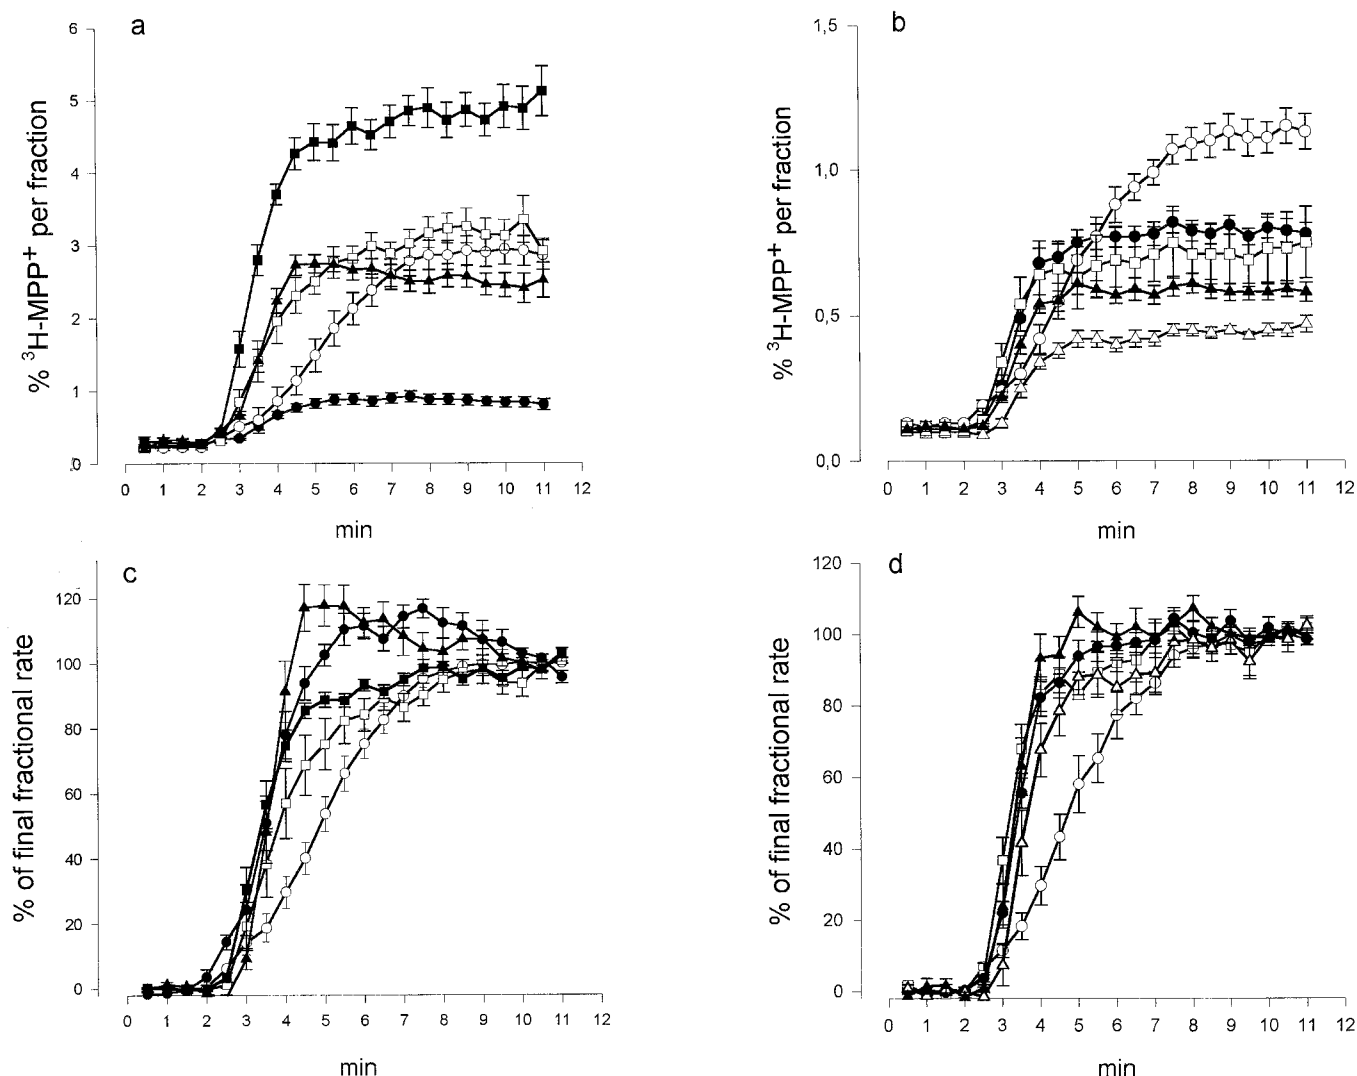 a
6
5
4
3
2
1
0
% ³H-MPP⁺ per fraction
0 1 2 3 4 5 6 7 8 9 10 11 12
min
b
1,5
1,0
0,5
0,0
% ³H-MPP⁺ per fraction
0 1 2 3 4 5 6 7 8 9 10 11 12
min
c
120
100
80
60
40
20
0
% of final fractional rate
0 1 2 3 4 5 6 7 8 9 10 11 12
min
d
120
100
80
60
40
20
0
% of final fractional rate
0 1 2 3 4 5 6 7 8 9 10 11 12
min